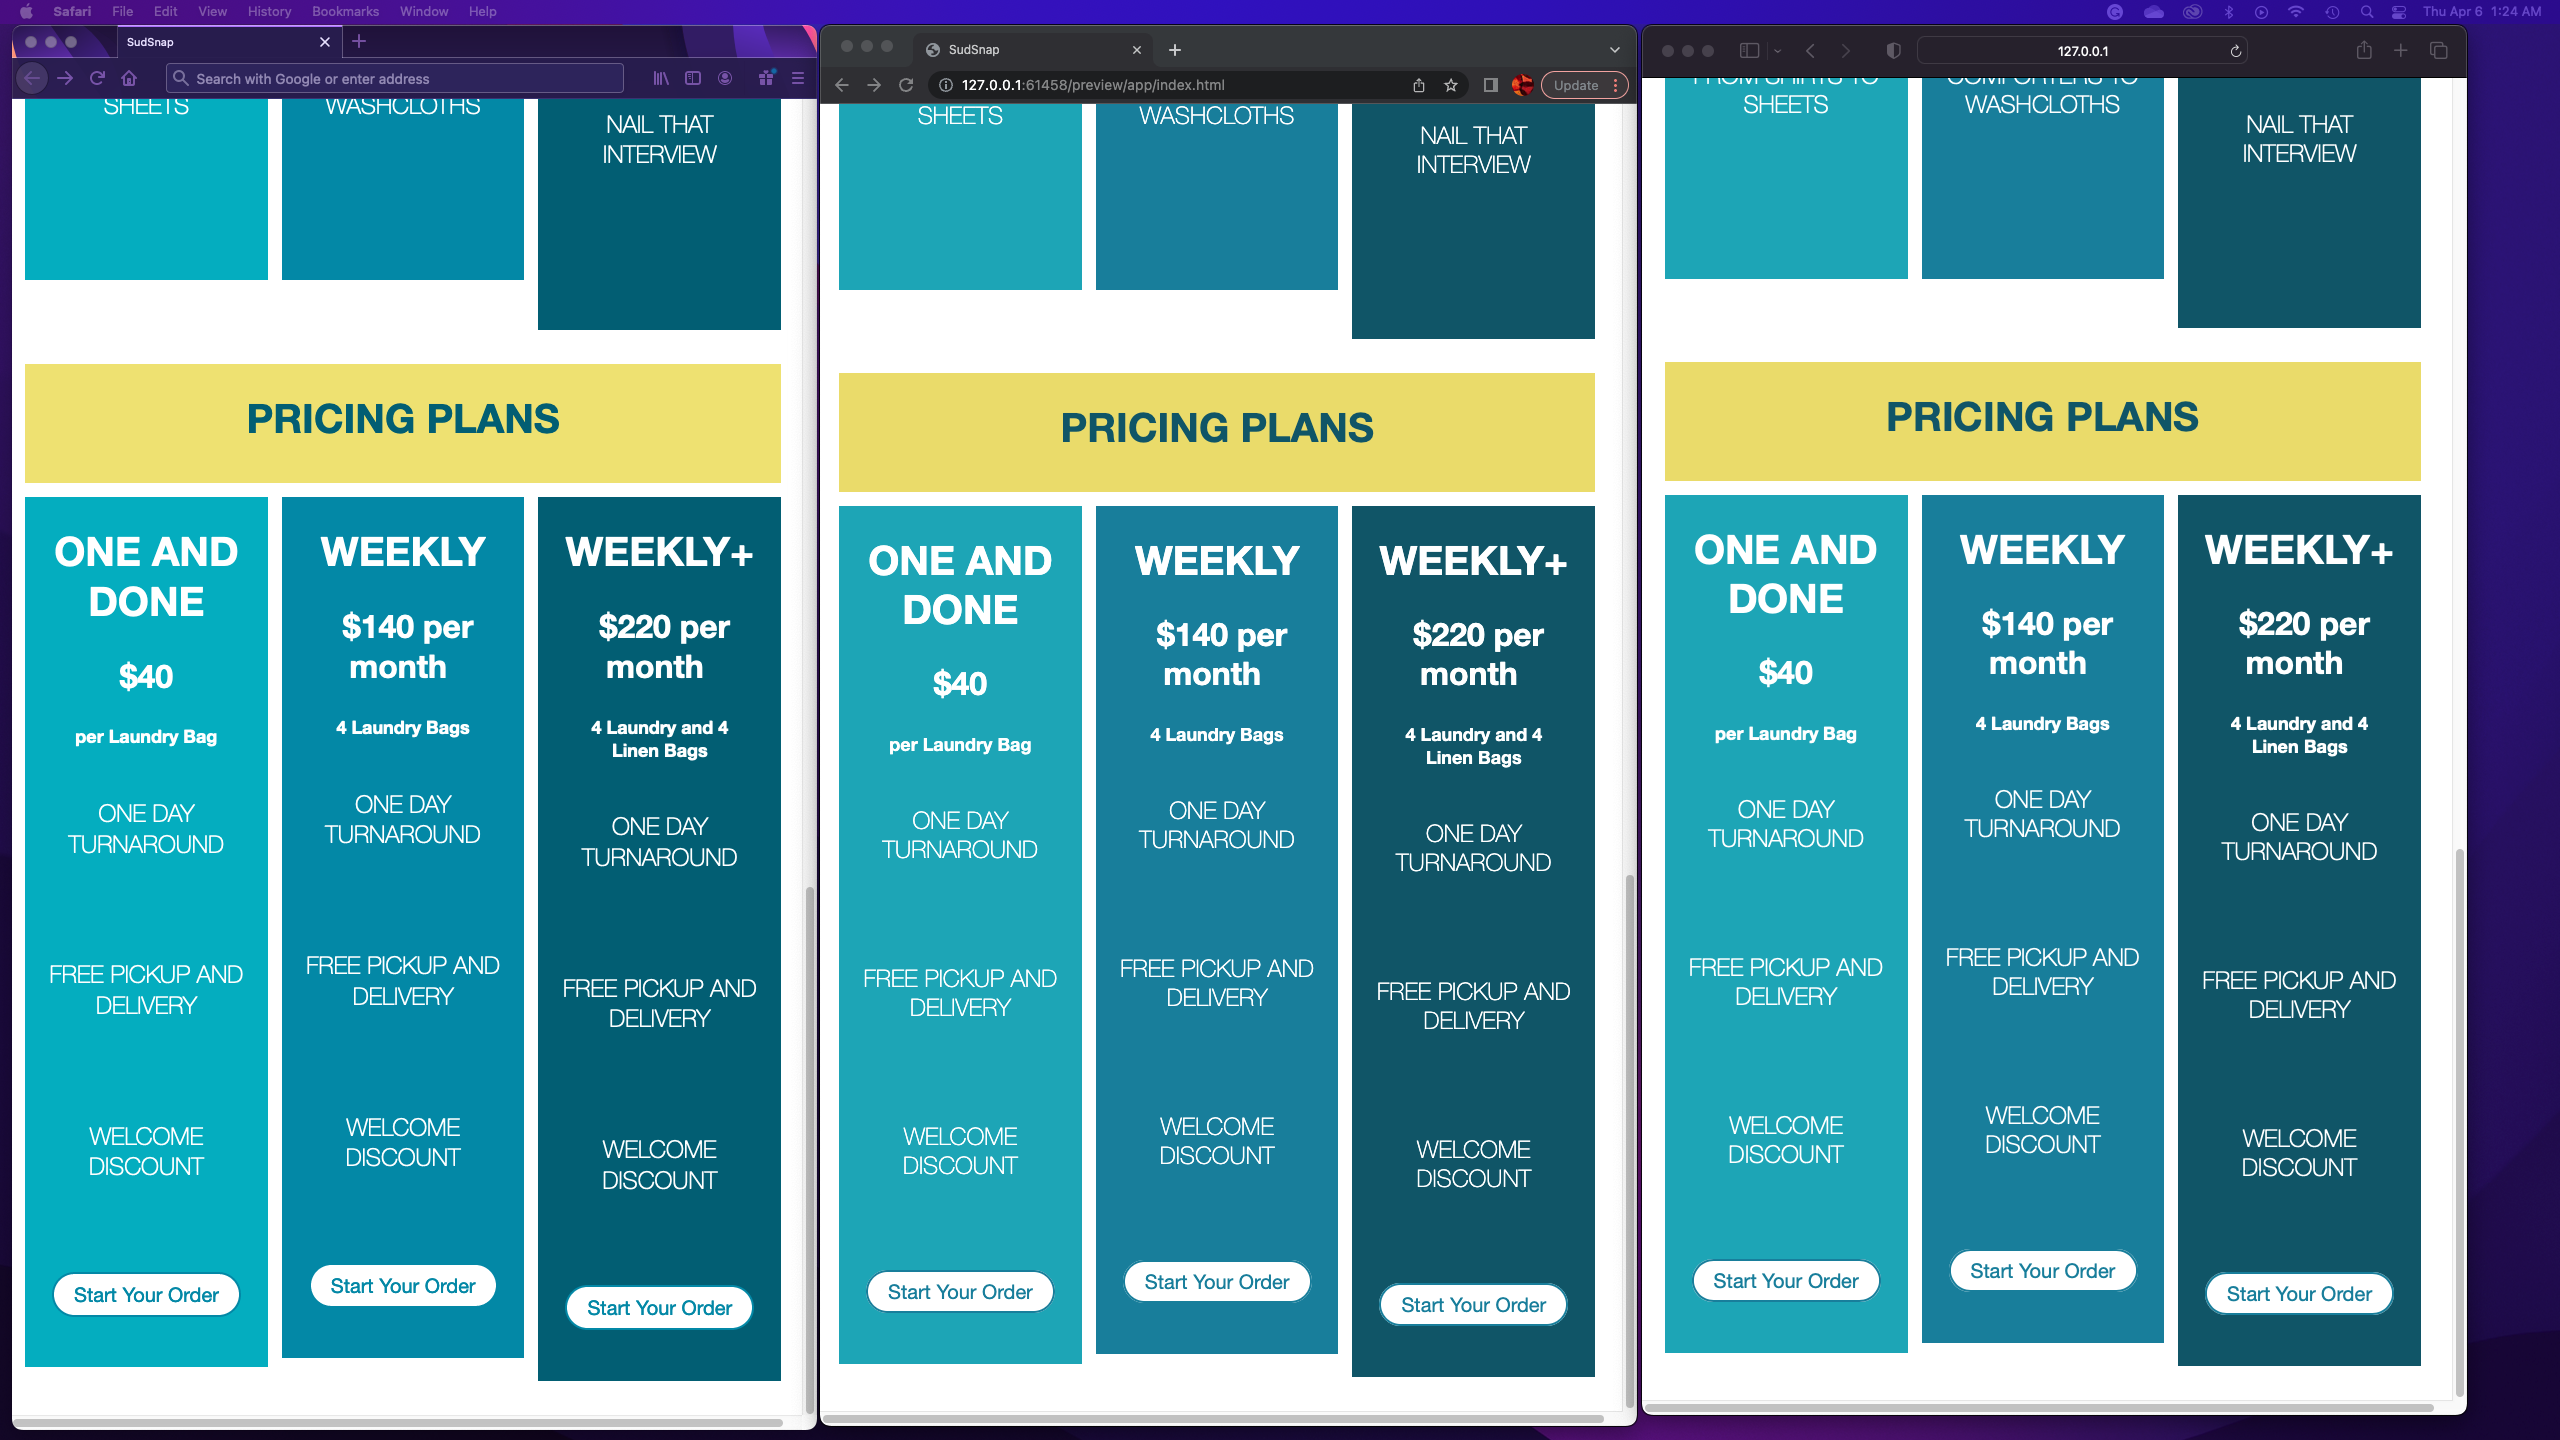 Safari File Edit View History Bookmarks Window Help
Thu Apr 6 1:24 AM
SudSnap
Search with Google or enter address
SHEETS
WASHCLOTHS
NAIL THAT
INTERVIEW
PRICING PLANS
ONE AND
DONE
$40
per Laundry Bag
ONE DAY
TURNAROUND
FREE PICKUP AND
DELIVERY
WELCOME
DISCOUNT
Start Your Order
WEEKLY
$140 per
month
4 Laundry Bags
ONE DAY
TURNAROUND
FREE PICKUP AND
DELIVERY
WELCOME
DISCOUNT
Start Your Order
WEEKLY+
$220 per
month
4 Laundry and 4
Linen Bags
ONE DAY
TURNAROUND
FREE PICKUP AND
DELIVERY
WELCOME
DISCOUNT
Start Your Order
SudSnap
127.0.0.1:61458/preview/app/index.html
Update
SHEETS
WASHCLOTHS
NAIL THAT
INTERVIEW
PRICING PLANS
ONE AND
DONE
$40
per Laundry Bag
ONE DAY
TURNAROUND
FREE PICKUP AND
DELIVERY
WELCOME
DISCOUNT
Start Your Order
WEEKLY
$140 per
month
4 Laundry Bags
ONE DAY
TURNAROUND
FREE PICKUP AND
DELIVERY
WELCOME
DISCOUNT
Start Your Order
WEEKLY+
$220 per
month
4 Laundry and 4
Linen Bags
ONE DAY
TURNAROUND
FREE PICKUP AND
DELIVERY
WELCOME
DISCOUNT
Start Your Order
127.0.0.1
FROM SHIRTS TO
SHEETS
COMFORTERS TO
WASHCLOTHS
NAIL THAT
INTERVIEW
PRICING PLANS
ONE AND
DONE
$40
per Laundry Bag
ONE DAY
TURNAROUND
FREE PICKUP AND
DELIVERY
WELCOME
DISCOUNT
Start Your Order
WEEKLY
$140 per
month
4 Laundry Bags
ONE DAY
TURNAROUND
FREE PICKUP AND
DELIVERY
WELCOME
DISCOUNT
Start Your Order
WEEKLY+
$220 per
month
4 Laundry and 4
Linen Bags
ONE DAY
TURNAROUND
FREE PICKUP AND
DELIVERY
WELCOME
DISCOUNT
Start Your Order